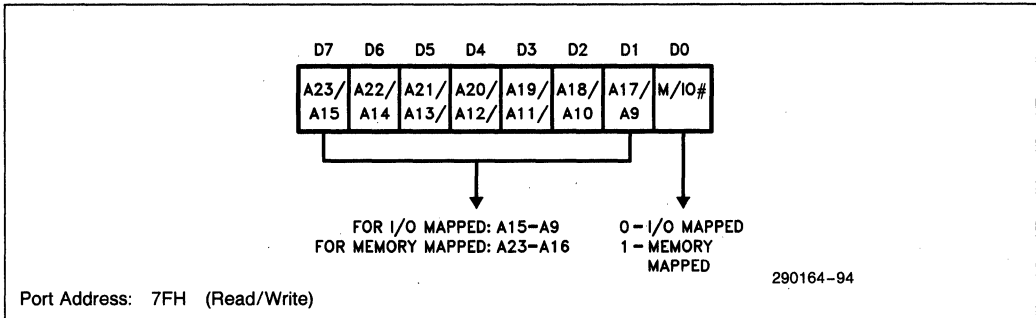 D7 D6 D5 D4 D3 D2 D1 D0
A23/ A22/ A21/ A20/ A19/ A18/ A17/ M/IO#
A15 A14 A13/ A12/ A11/ A10 A9
FOR I/O MAPPED: A15–A9 0–I/O MAPPED
FOR MEMORY MAPPED: A23–A16 1–MEMORY
MAPPED
290164–94
Port Address: 7FH (Read/Write)